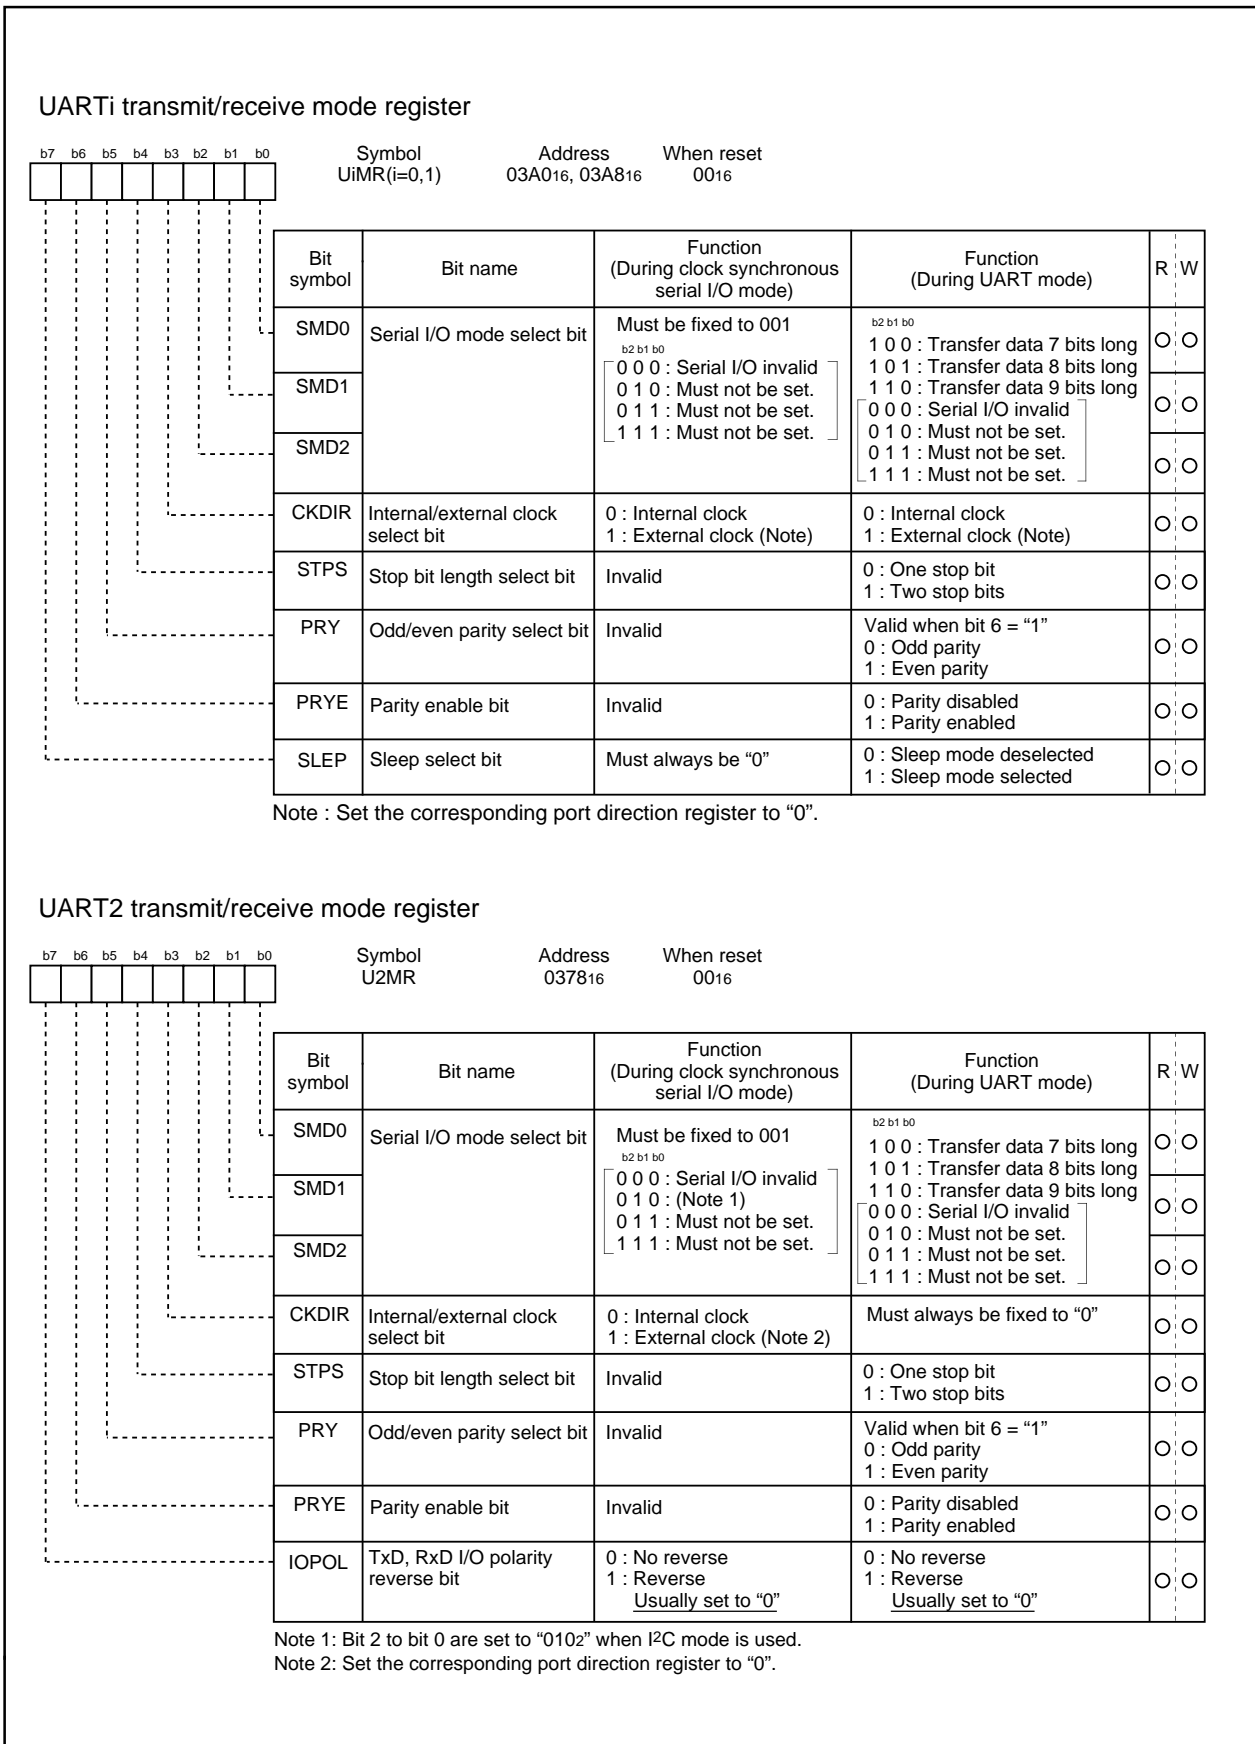 UARTi transmit/receive mode register
b7 b6 b5 b4 b3 b2 b1 b0
Symbol Address When reset
UiMR(i=0,1) 03A016, 03A816 0016
Bit symbol Bit name Function (During clock synchronous serial I/O mode) Function (During UART mode) R W
SMD0 Serial I/O mode select bit
SMD1
SMD2
Must be fixed to 001
b2 b1 b0
0 0 0 : Serial I/O invalid
0 1 0 : Must not be set.
0 1 1 : Must not be set.
1 1 1 : Must not be set.
b2 b1 b0
1 0 0 : Transfer data 7 bits long
1 0 1 : Transfer data 8 bits long
1 1 0 : Transfer data 9 bits long
0 0 0 : Serial I/O invalid
0 1 0 : Must not be set.
0 1 1 : Must not be set.
1 1 1 : Must not be set.
CKDIR Internal/external clock select bit
0 : Internal clock
1 : External clock (Note)
0 : Internal clock
1 : External clock (Note)
STPS Stop bit length select bit Invalid
0 : One stop bit
1 : Two stop bits
PRY Odd/even parity select bit Invalid
Valid when bit 6 = “1”
0 : Odd parity
1 : Even parity
PRYE Parity enable bit Invalid
0 : Parity disabled
1 : Parity enabled
SLEP Sleep select bit Must always be “0”
0 : Sleep mode deselected
1 : Sleep mode selected
Note : Set the corresponding port direction register to “0”.
UART2 transmit/receive mode register
b7 b6 b5 b4 b3 b2 b1 b0
Symbol Address When reset
U2MR 037816 0016
Bit symbol Bit name Function (During clock synchronous serial I/O mode) Function (During UART mode) R W
SMD0 Serial I/O mode select bit
SMD1
SMD2
Must be fixed to 001
b2 b1 b0
0 0 0 : Serial I/O invalid
0 1 0 : (Note 1)
0 1 1 : Must not be set.
1 1 1 : Must not be set.
b2 b1 b0
1 0 0 : Transfer data 7 bits long
1 0 1 : Transfer data 8 bits long
1 1 0 : Transfer data 9 bits long
0 0 0 : Serial I/O invalid
0 1 0 : Must not be set.
0 1 1 : Must not be set.
1 1 1 : Must not be set.
CKDIR Internal/external clock select bit
0 : Internal clock
1 : External clock (Note 2)
Must always be fixed to “0”
STPS Stop bit length select bit Invalid
0 : One stop bit
1 : Two stop bits
PRY Odd/even parity select bit Invalid
Valid when bit 6 = “1”
0 : Odd parity
1 : Even parity
PRYE Parity enable bit Invalid
0 : Parity disabled
1 : Parity enabled
IOPOL TxD, RxD I/O polarity reverse bit
0 : No reverse
1 : Reverse
Usually set to “0”
0 : No reverse
1 : Reverse
Usually set to “0”
Note 1: Bit 2 to bit 0 are set to “0102” when I2C mode is used.
Note 2: Set the corresponding port direction register to “0”.